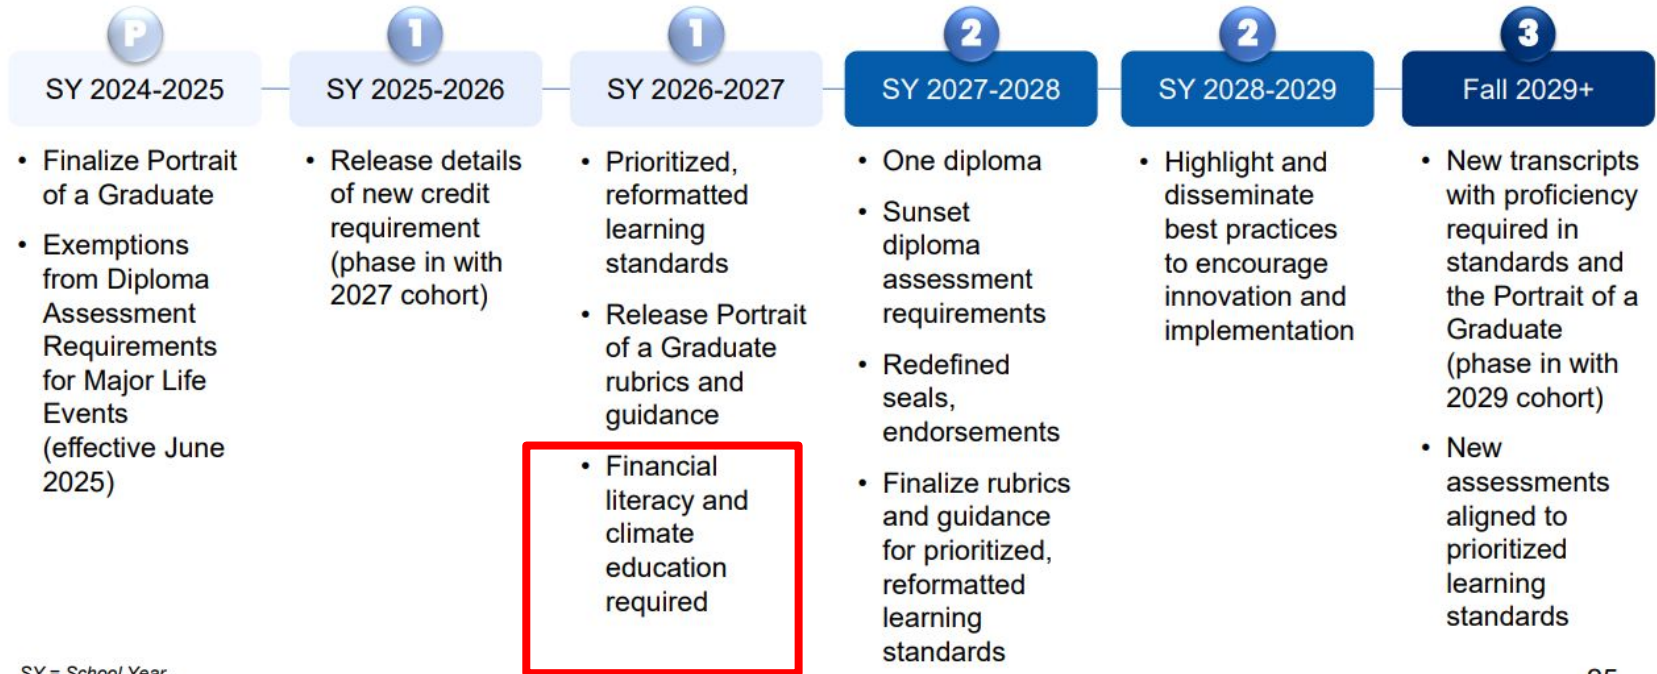 P
SY 2024-2025
• Finalize Portrait
of a Graduate
• Exemptions
from Diploma
Assessment
Requirements
for Major Life
Events
(effective June
2025)
1
SY 2025-2026
• Release details
of new credit
requirement
(phase in with
2027 cohort)
1
SY 2026-2027
• Prioritized,
reformatted
learning
standards
• Release Portrait
of a Graduate
rubrics and
guidance
• Financial
literacy and
climate
education
required
2
SY 2027-2028
• One diploma
• Sunset
diploma
assessment
requirements
• Redefined
seals,
endorsements
• Finalize rubrics
and guidance
for prioritized,
reformatted
learning
standards
2
SY 2028-2029
• Highlight and
disseminate
best practices
to encourage
innovation and
implementation
3
Fall 2029+
• New transcripts
with proficiency
required in
standards and
the Portrait of a
Graduate
(phase in with
2029 cohort)
• New
assessments
aligned to
prioritized
learning
standards
SY = School Year